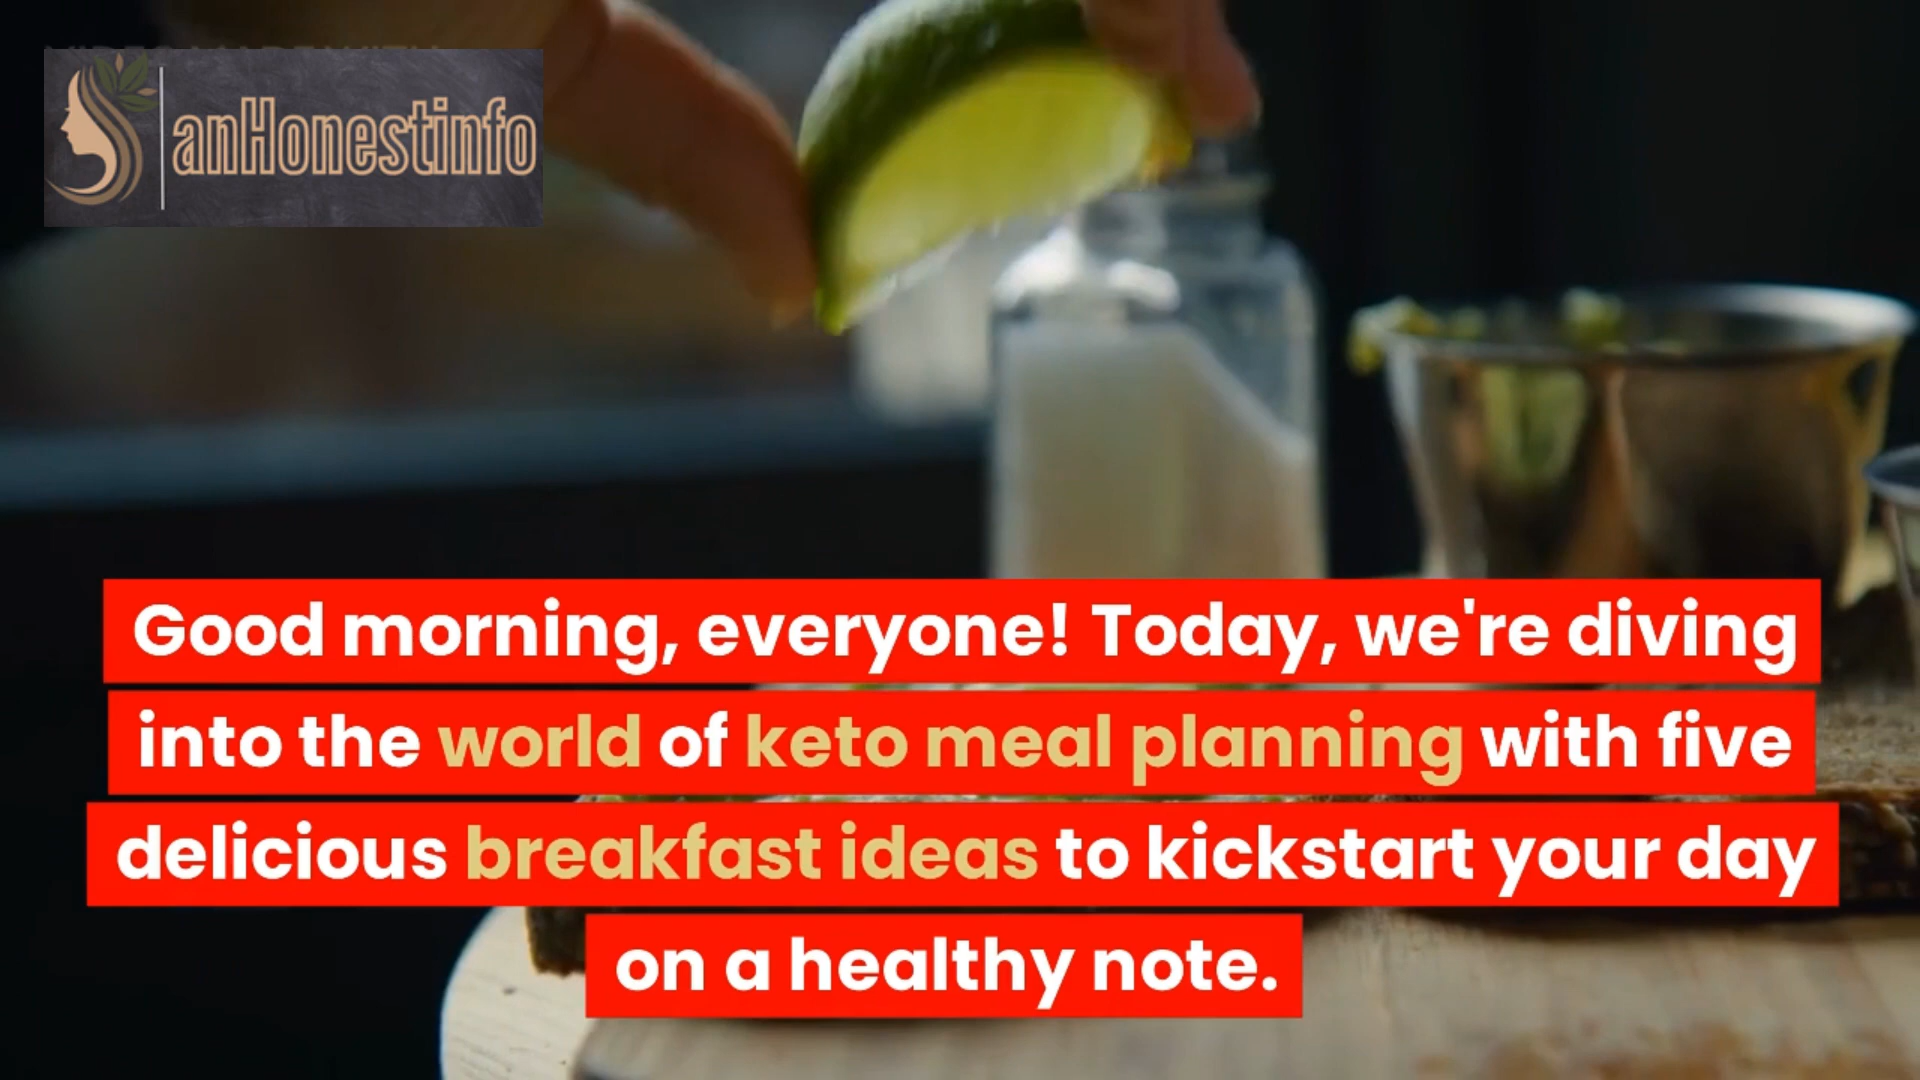 anHonestinfo
Good morning, everyone! Today, we're diving
into the world of keto meal planning with five
delicious breakfast ideas to kickstart your day
on a healthy note.